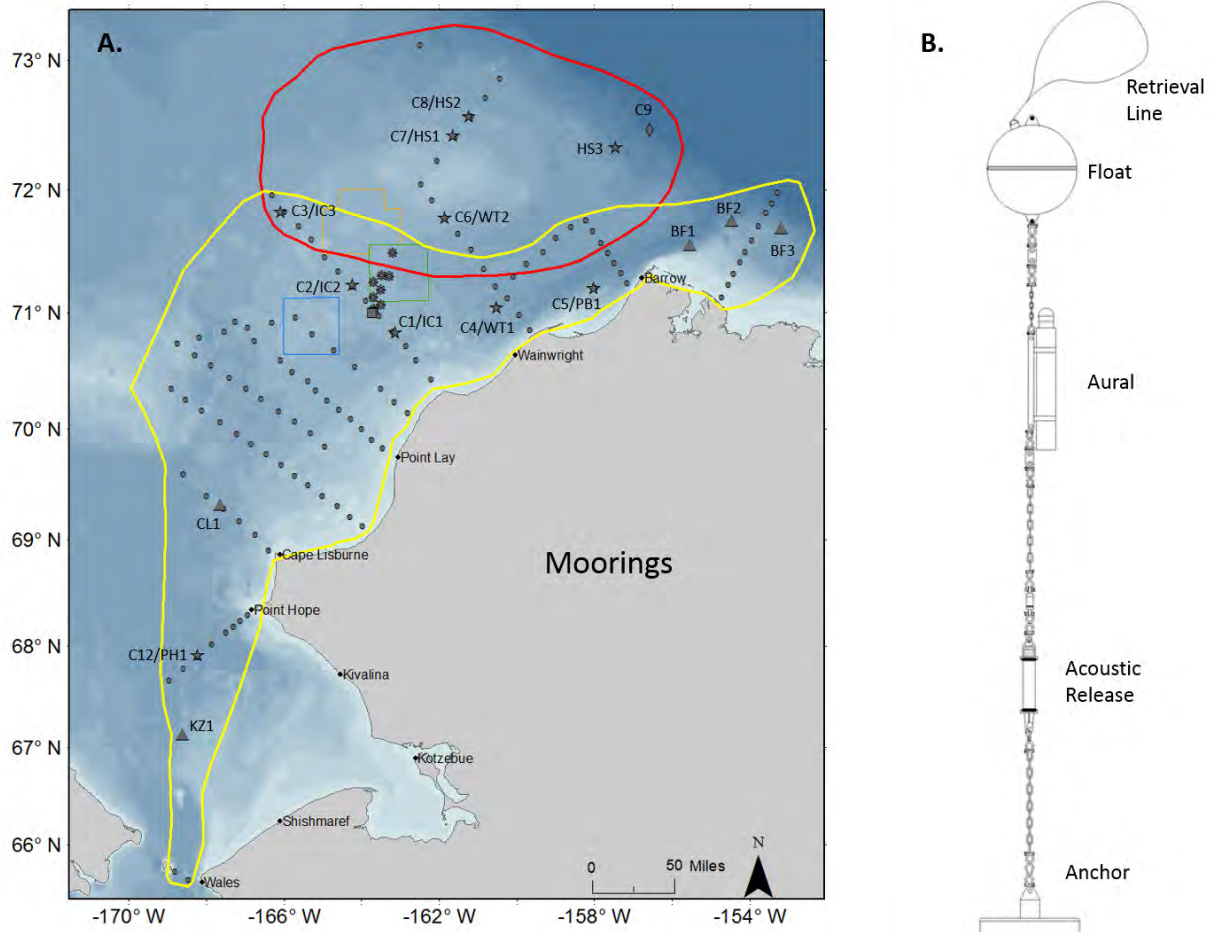 A.
B.
73° N
72° N
71° N
70° N
69° N
68° N
67° N
66° N
C8/HS2
C7/HS1
C9
HS3
C3/IC3
C6/WT2
BF2
BF1
BF3
C2/IC2
Barrow
C5/PB1
C1/IC1
C4/WT1
Wainwright
Point Lay
CL1
Cape Lisburne
Moorings
Point Hope
C12/PH1
Kivalina
KZ1
Kotzebue
Shishmaref
Wales
0 50 Miles
N
-170° W -166° W -162° W -158° W -154° W
Retrieval
Line
Float
Aural
Acoustic
Release
Anchor